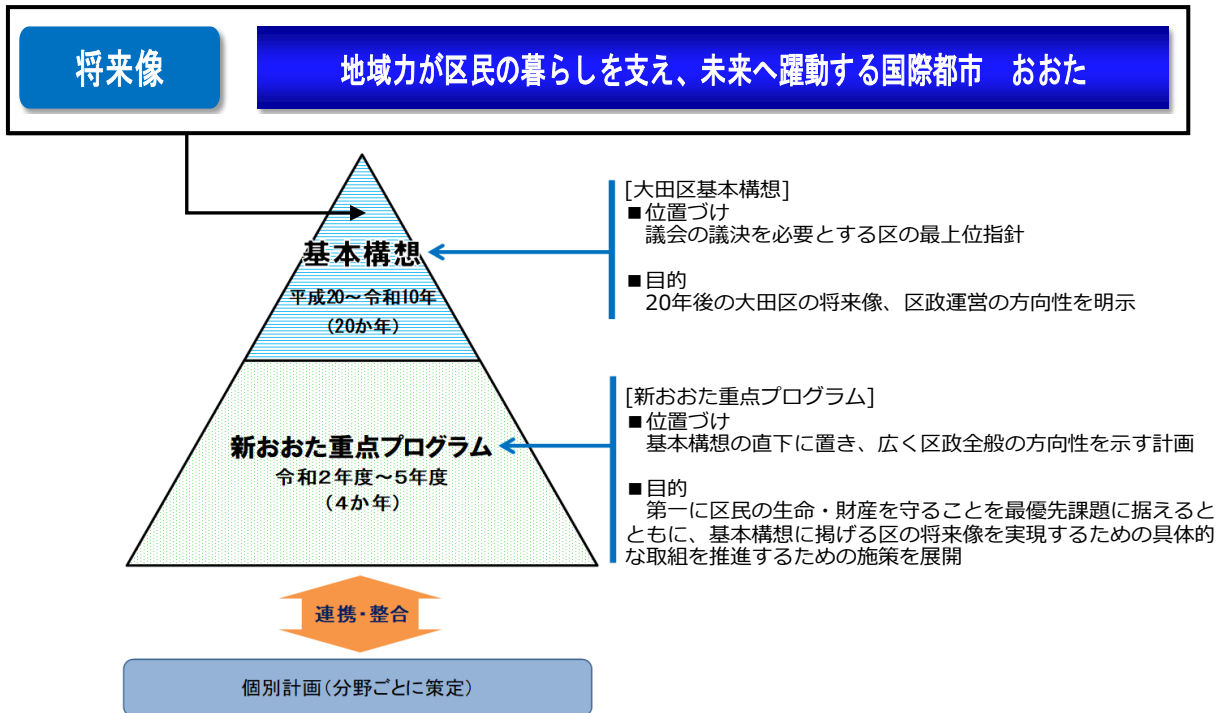 将来像
地域力が区民の暮らしを支え、未来へ躍動する国際都市　おおた
基本構想
平成20～令和10年
(20か年)
[大田区基本構想]
■位置づけ
議会の議決を必要とする区の最上位指針
■目的
20年後の大田区の将来像、区政運営の方向性を明示
新おおた重点プログラム
令和２年度～５年度
(４か年)
[新おおた重点プログラム]
■位置づけ
基本構想の直下に置き、広く区政全般の方向性を示す計画
■目的
第一に区民の生命・財産を守ることを最優先課題に据えると
ともに、基本構想に掲げる区の将来像を実現するための具体的
な取組を推進するための施策を展開
連携・整合
個別計画(分野ごとに策定)